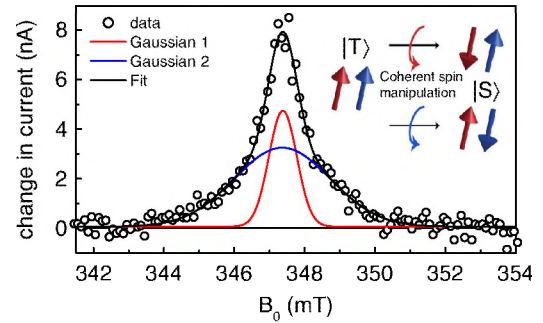 change in current (nA)
8
6
4
2
0
data
Gaussian 1
Gaussian 2
Fit
|T⟩
Coherent spin
manipulation
|S⟩
342 344 346 348 350 352 354
B₀ (mT)